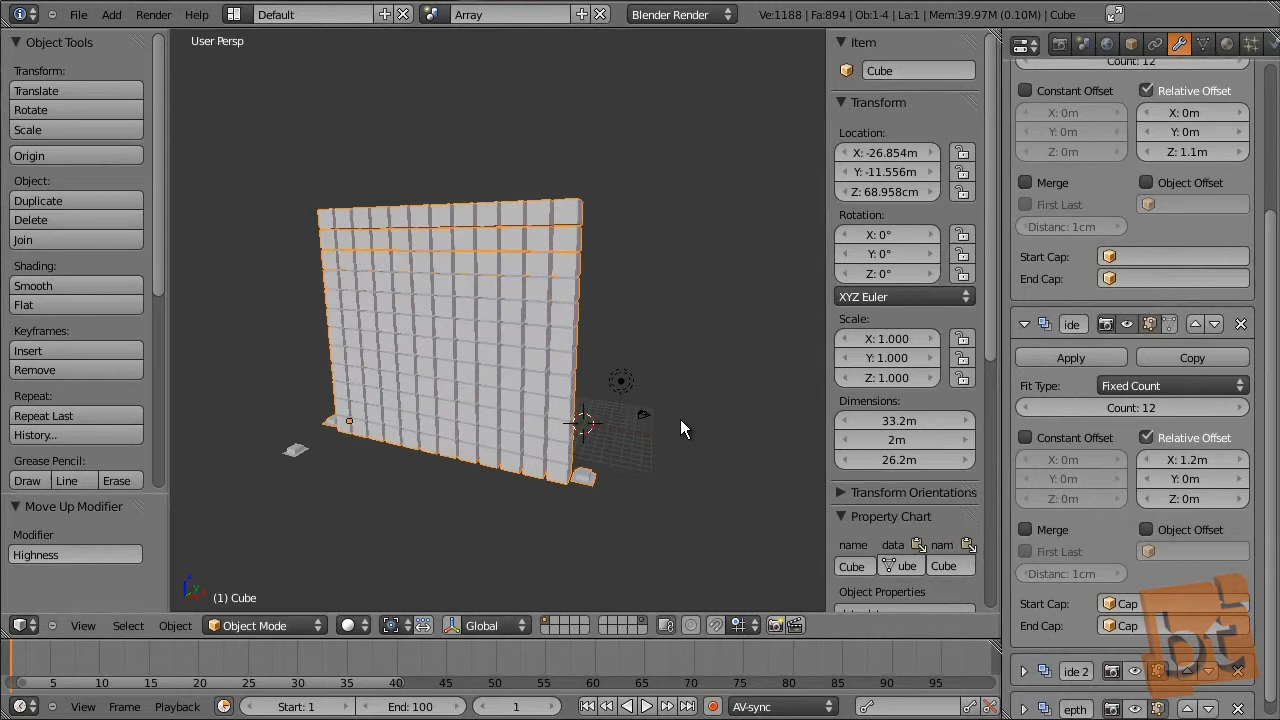 File Add Render Help Default Array Blender Render Ve:1188 | Fa:894 | Ob:1-4 | La:1 | Mem:39.97M (0.10M) | Cube
Object Tools
Transform:
Translate
Rotate
Scale
Origin
Object:
Duplicate
Delete
Join
Shading:
Smooth
Flat
Keyframes:
Insert
Remove
Repeat:
Repeat Last
History...
Grease Pencil:
Draw Line Erase
Move Up Modifier
Modifier
Highness
User Persp
(1) Cube
View Select Object Object Mode Global
Item
Cube
Transform
Location:
X: -26.854m
Y: -11.556m
Z: 68.958cm
Rotation:
X: 0°
Y: 0°
Z: 0°
XYZ Euler
Scale:
X: 1.000
Y: 1.000
Z: 1.000
Dimensions:
33.2m
2m
26.2m
Transform Orientations
Property Chart
name data nam
Cube ube Cube
Object Properties
Count: 12
Constant Offset Relative Offset
X: 0m X: 0m
Y: 0m Y: 0m
Z: 0m Z: 1.1m
Merge Object Offset
First Last
Distanc: 1cm
Start Cap:
End Cap:
ide
Apply Copy
Fit Type: Fixed Count
Count: 12
Constant Offset Relative Offset
X: 0m X: 1.2m
Y: 0m Y: 0m
Z: 0m Z: 0m
Merge Object Offset
First Last
Distanc: 1cm
Start Cap: Cap
End Cap: Cap
bt
ide 2
epth
5 10 15 20 25 30 35 40 45 50 55 60 65 70 75 80 85 90 95
View Frame Playback Start: 1 End: 100 1 AV-sync